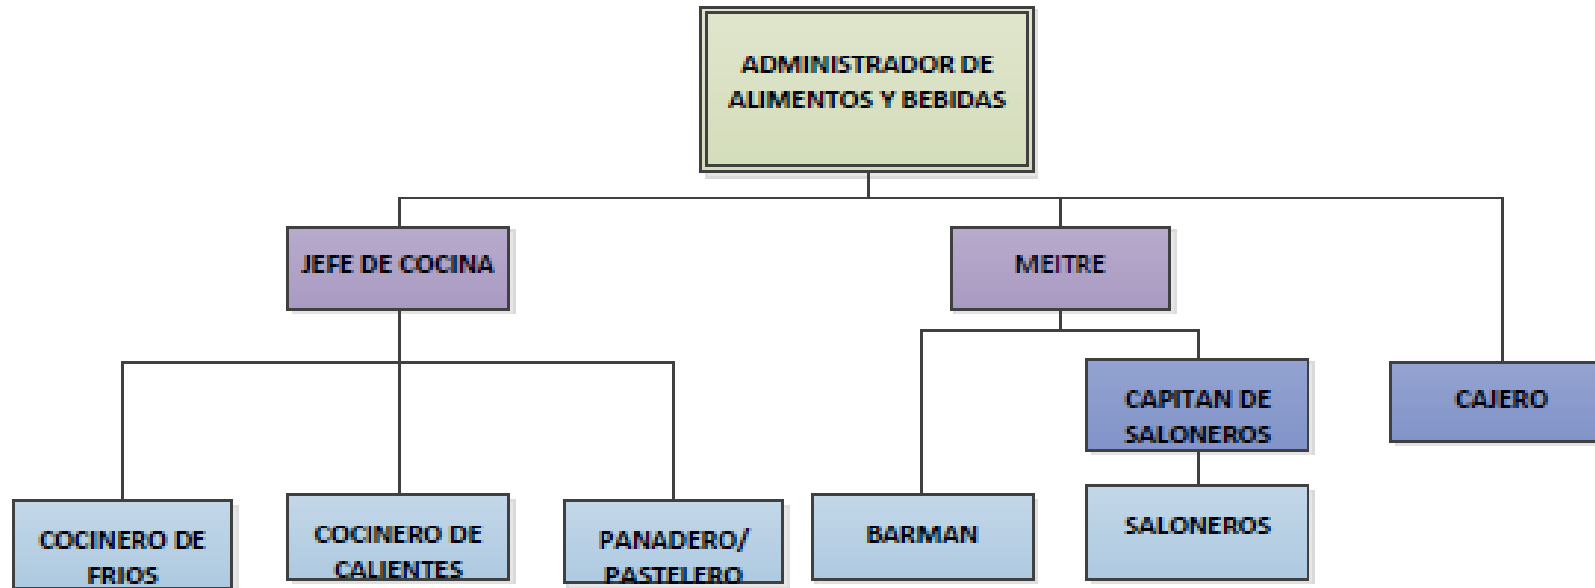 ADMINISTRADOR DE
ALIMENTOS Y BEBIDAS
JEFE DE COCINA
MEITRE
CAPITAN DE
SALONEROS
CAJERO
COCINERO DE
FRIOS
COCINERO DE
CALIENTES
PANADERO/
PASTELERO
BARMAN
SALONEROS